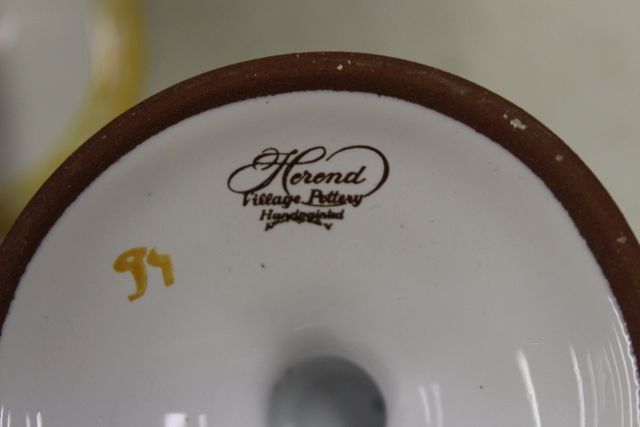 Herend
Village Pottery
Handpainted
94